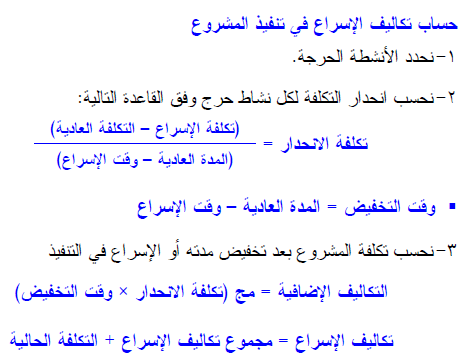 حساب تكاليف الإسراع في تنفيذ المشروع
١-نحدد الأنشطة الحرجة.
٢-نحسب انحدار التكلفة لكل نشاط حرج وفق القاعدة التالية:
تكلفة الانحدار = (تكلفة الإسراع – التكلفة العادية)
(المدة العادية – وقت الإسراع)
▪ وقت التخفيض = المدة العادية – وقت الإسراع
٣-نحسب تكلفة المشروع بعد تخفيض مدته أو الإسراع في التنفيذ
التكاليف الإضافية = مج (تكلفة الانحدار × وقت التخفيض)
تكاليف الإسراع = مجموع تكاليف الإسراع + التكلفة الحالية